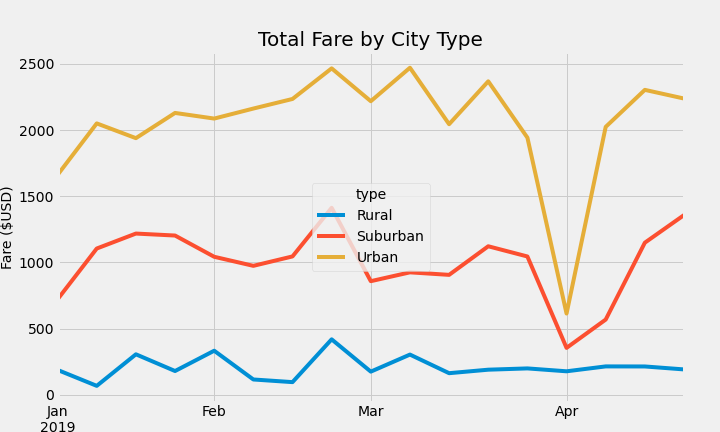 Total Fare by City Type
Fare ($USD)
2500
2000
1500
1000
500
0
type
Rural
Suburban
Urban
Jan
2019
Feb
Mar
Apr